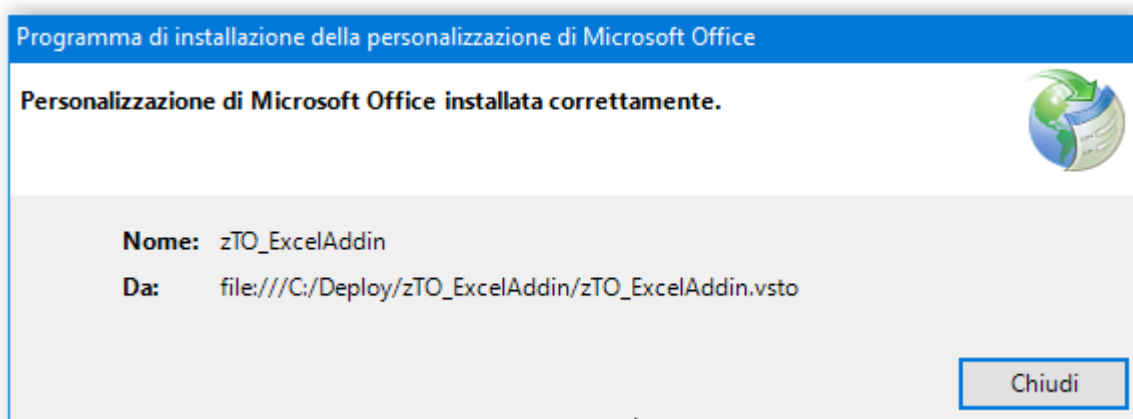 Programma di installazione della personalizzazione di Microsoft Office
Personalizzazione di Microsoft Office installata correttamente.
Nome: zTO_ExcelAddin
Da: file:///C:/Deploy/zTO_ExcelAddin/zTO_ExcelAddin.vsto
Chiudi